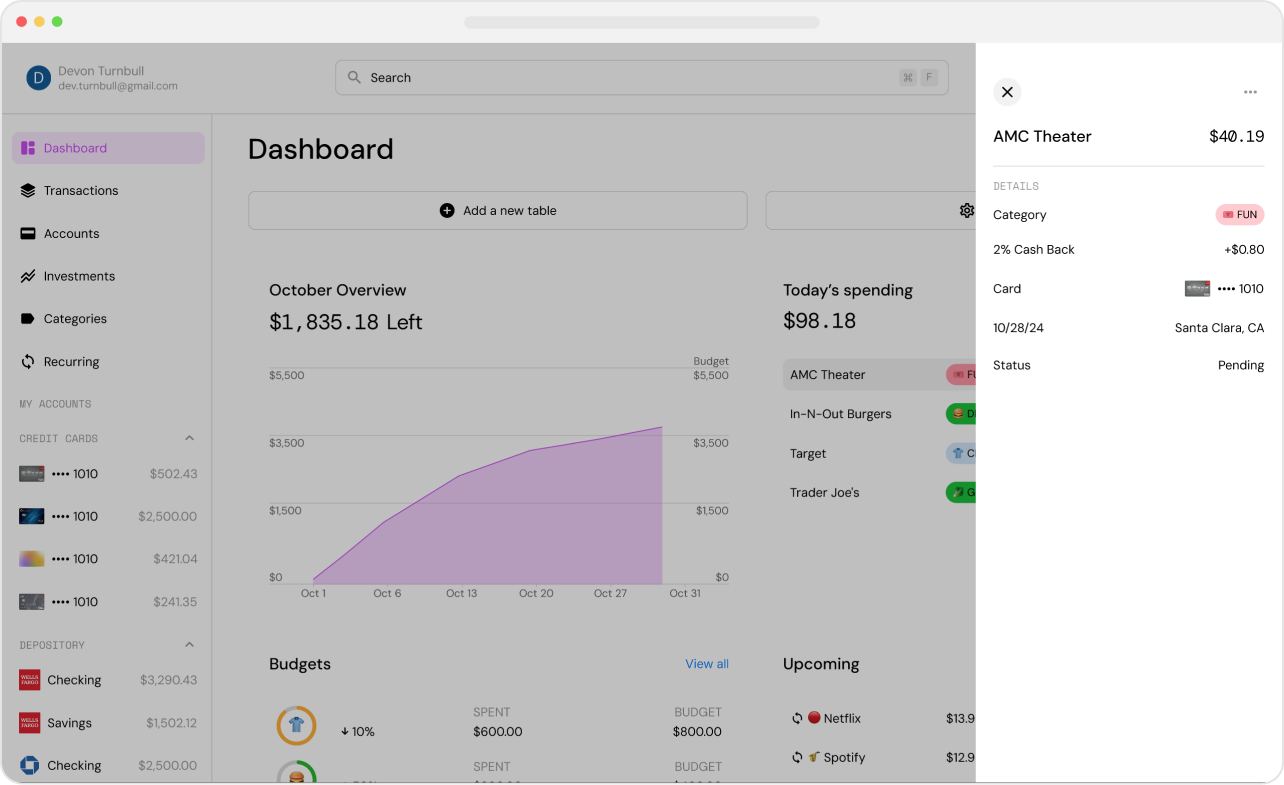 D
Devon Turnbull
dev.turnbull@gmail.com
Search
⌘ F
Dashboard
Transactions
Accounts
Investments
Categories
Recurring
MY ACCOUNTS
CREDIT CARDS
•••• 1010 $502.43
•••• 1010 $2,500.00
•••• 1010 $421.04
•••• 1010 $241.35
DEPOSITORY
WELLS FARGO Checking $3,290.43
WELLS FARGO Savings $1,502.12
Checking $2,500.00
Dashboard
Add a new table
October Overview
$1,835.18 Left
Budget
$5,500 $5,500
$3,500 $3,500
$1,500 $1,500
$0 $0
Oct 1 Oct 6 Oct 13 Oct 20 Oct 27 Oct 31
Today’s spending
$98.18
AMC Theater
In-N-Out Burgers
Target
Trader Joe's
Budgets View all
SPENT BUDGET
↓ 10% $600.00 $800.00
SPENT BUDGET
Upcoming
Netflix $13.9
Spotify $12.9
AMC Theater $40.19
DETAILS
Category FUN
2% Cash Back +$0.80
Card •••• 1010
10/28/24 Santa Clara, CA
Status Pending